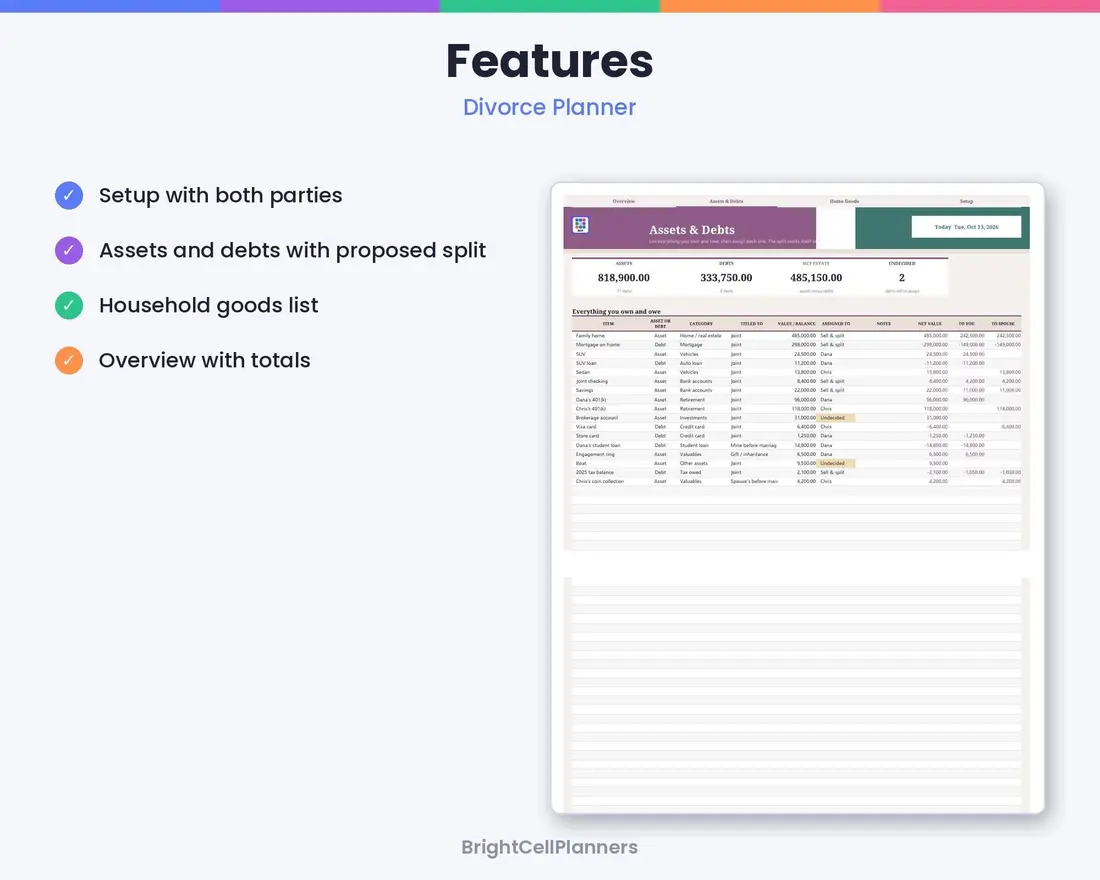 Features
Divorce Planner
✓ Setup with both parties
✓ Assets and debts with proposed split
✓ Household goods list
✓ Overview with totals
Overview Assets & Debts Home Goods Setup
Assets & Debts
Today Tue, Oct 13, 2026
ASSETS DEBTS NET ESTATE UNDECIDED
818,900.00 333,750.00 485,150.00 2
Everything you own and owe
ITEM ASSET OR DEBT CATEGORY TITLED TO VALUE / BALANCE ASSIGNED TO NOTES NET VALUE TO YOU TO SPOUSE
Family home Asset Home / real estate Joint 485,000.00 Sell & split 485,000.00 242,500.00 242,500.00
Mortgage on home Debt Mortgage Joint 298,000.00 Sell & split -298,000.00 -149,000.00 -149,000.00
SUV Asset Vehicles Joint 24,500.00 Dana 24,500.00 24,500.00
SUV loan Debt Auto loan Joint 11,200.00 Dana -11,200.00 -11,200.00
Sedan Asset Vehicles Joint 13,800.00 Chris 13,800.00 13,800.00
Joint checking Asset Bank accounts Joint 8,400.00 Sell & split 8,400.00 4,200.00 4,200.00
Savings Asset Bank accounts Joint 22,000.00 Sell & split 22,000.00 11,000.00 11,000.00
Dana's 401(k) Asset Retirement Joint 96,000.00 Dana 96,000.00 96,000.00
Chris's 401(k) Asset Retirement Joint 118,000.00 Chris 118,000.00 118,000.00
Brokerage account Asset Investments Joint 31,000.00 Undecided 31,000.00
Visa card Debt Credit card Joint 6,400.00 Chris -6,400.00 -6,400.00
Store card Debt Credit card Joint 1,250.00 Dana -1,250.00 -1,250.00
Dana's student loan Debt Student loan Mine before marriag 14,800.00 Dana -14,800.00 -14,800.00
Engagement ring Asset Valuables Gift / inheritance 6,500.00 Dana 6,500.00 6,500.00
Boat Asset Other assets Joint 9,500.00 Undecided 9,500.00
2025 tax balance Debt Tax owed Joint 2,100.00 Sell & split -2,100.00 -1,050.00 -1,050.00
Chris's coin collection Asset Valuables Spouse's before marr 4,200.00 Chris 4,200.00 4,200.00
BrightCellPlanners